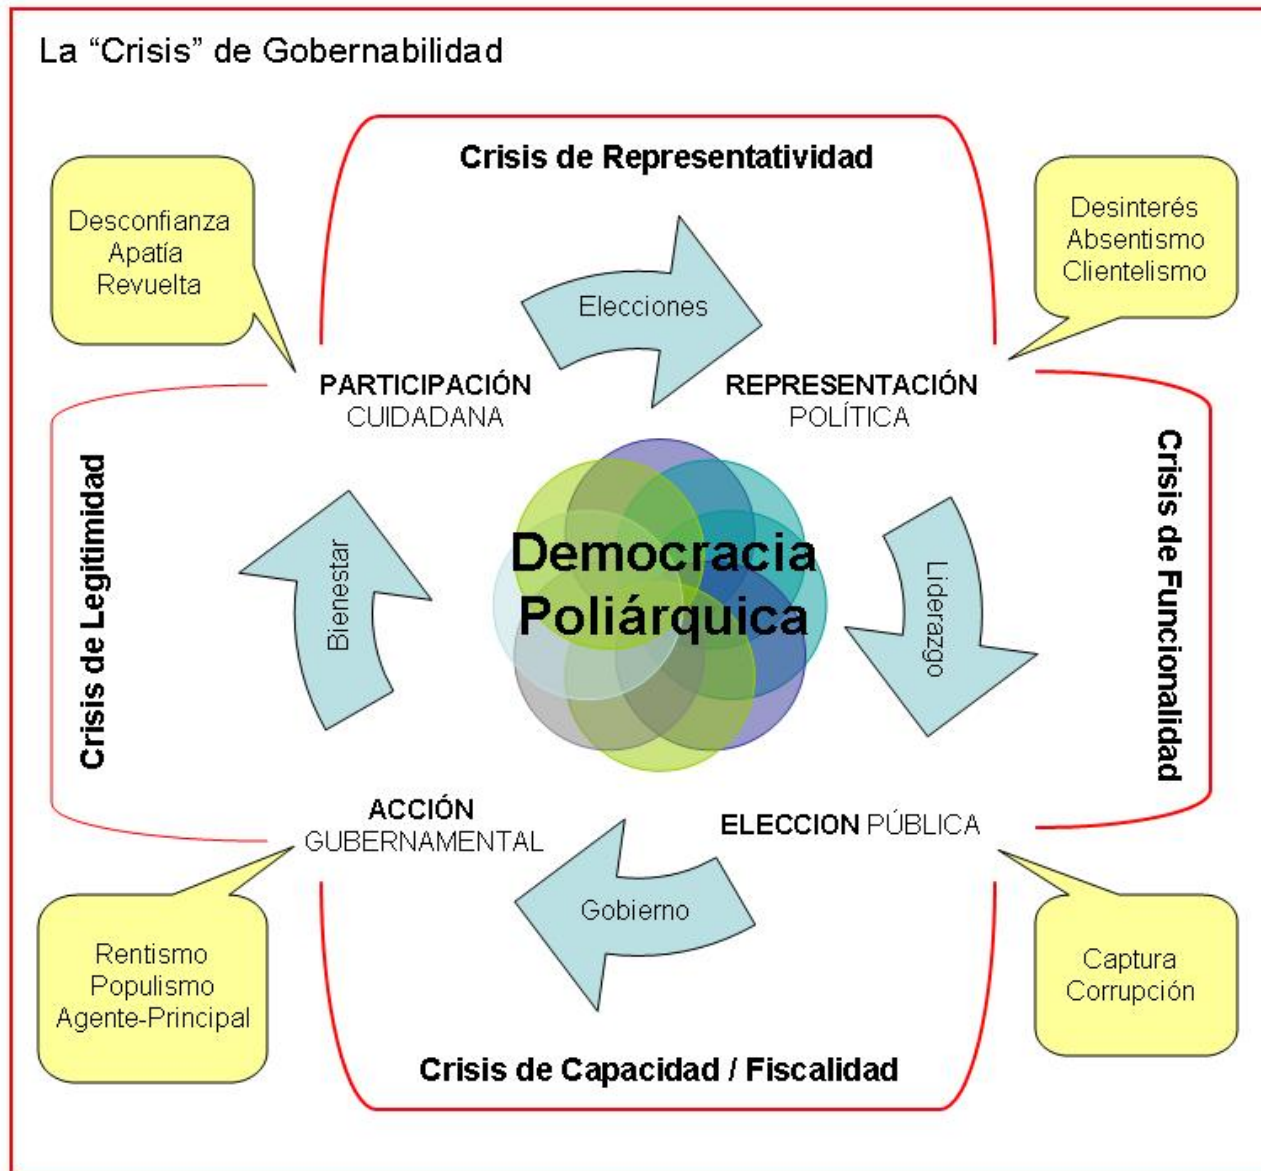 La “Crisis” de Gobernabilidad
Crisis de Representatividad
Desconfianza
Apatía
Revuelta
Desinterés
Absentismo
Clientelismo
Elecciones
PARTICIPACIÓN
CUIDADANA
REPRESENTACIÓN
POLÍTICA
Crisis de Legitimidad
Bienestar
Democracia
Poliárquica
Liderazgo
Crisis de Funcionalidad
ACCIÓN
GUBERNAMENTAL
ELECCION PÚBLICA
Gobierno
Rentismo
Populismo
Agente-Principal
Captura
Corrupción
Crisis de Capacidad / Fiscalidad